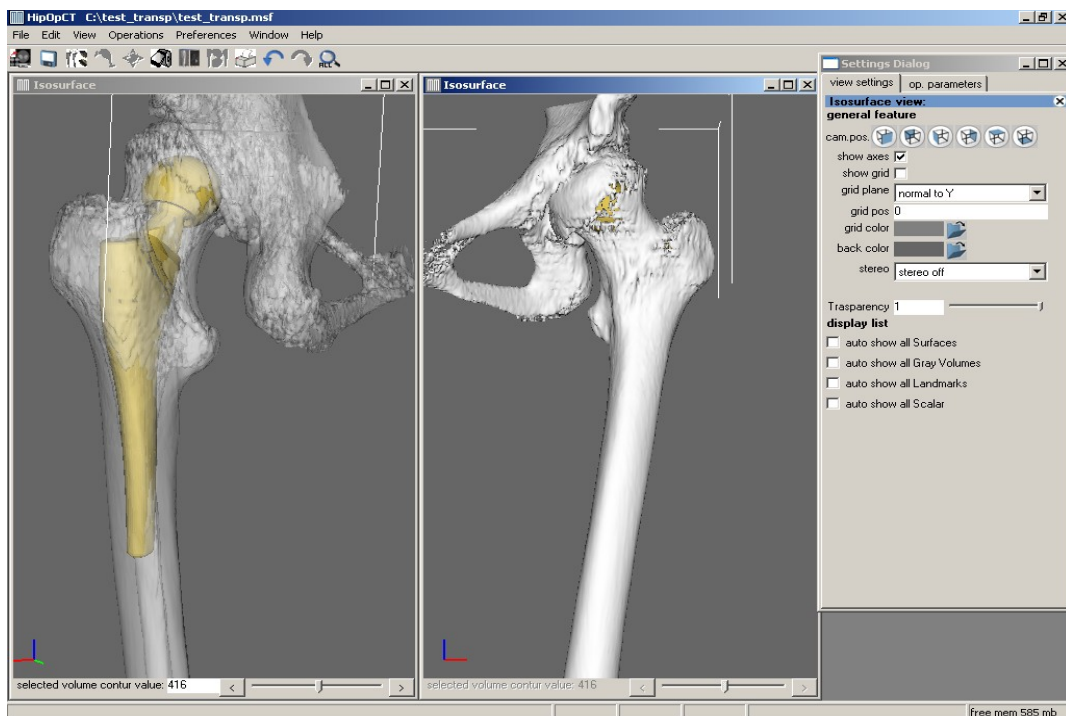 HipOpCT C:\test_transp\test_transp.msf
File Edit View Operations Preferences Window Help
ALL
Isosurface
selected volume contur value: 416
< >
Isosurface
selected volume contur value: 416
< >
Settings Dialog
view settings op. parameters
Isosurface view:
general feature
cam.pos.
show axes
show grid
grid plane normal to Y
grid pos 0
grid color
back color
stereo stereo off
Trasparency 1
display list
auto show all Surfaces
auto show all Gray Volumes
auto show all Landmarks
auto show all Scalar
free mem 585 mb